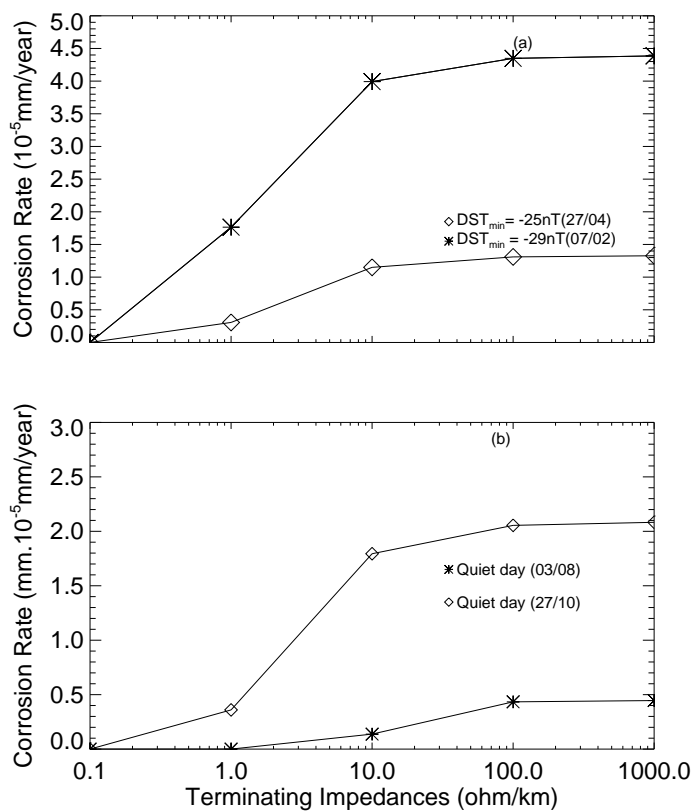 5.0
(a)
4.5
4.0
3.5
3.0
2.5
2.0
1.5
1.0
0.5
0.0
Corrosion Rate (10-5mm/year)
DSTmin= -25nT(27/04)
DSTmin = -29nT(07/02)
3.0
(b)
2.5
2.0
1.5
1.0
0.5
0.0
Corrosion Rate (mm.10-5mm/year)
Quiet day (03/08)
Quiet day (27/10)
0.1 1.0 10.0 100.0 1000.0
Terminating Impedances (ohm/km)